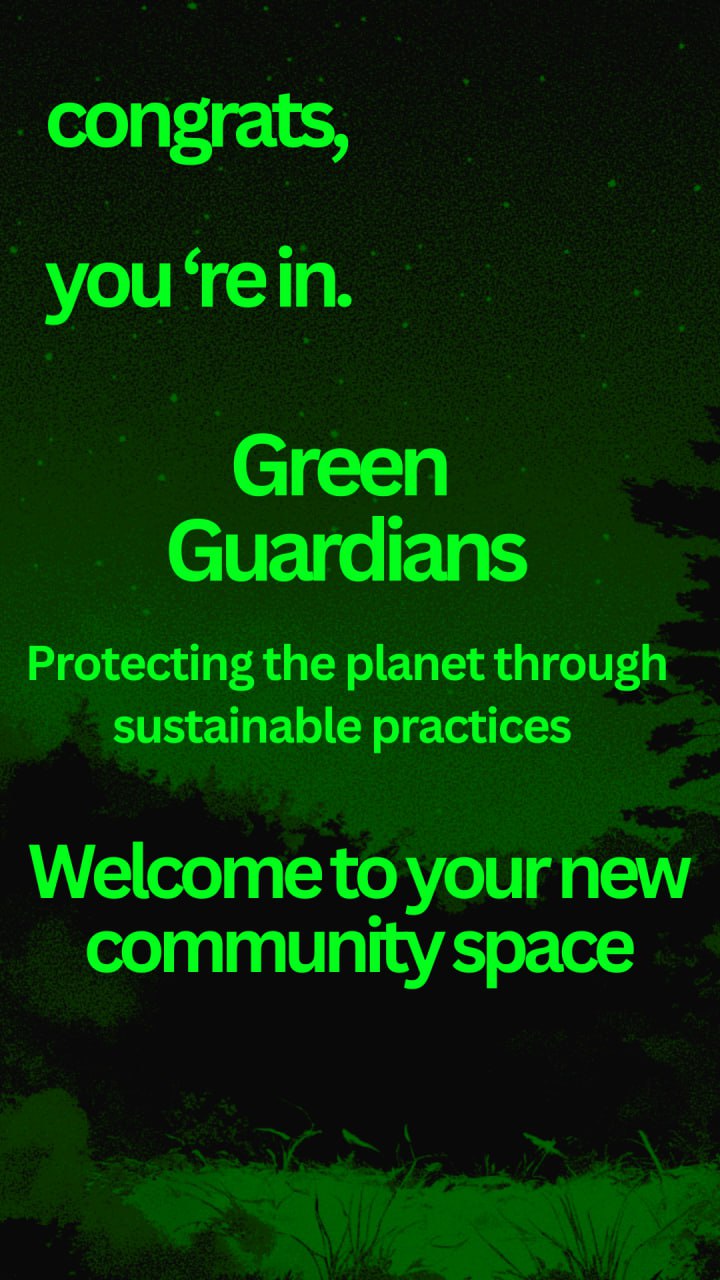 congrats,
you ‘re in.
Green
Guardians
Protecting the planet through
sustainable practices
Welcome to your new
community space